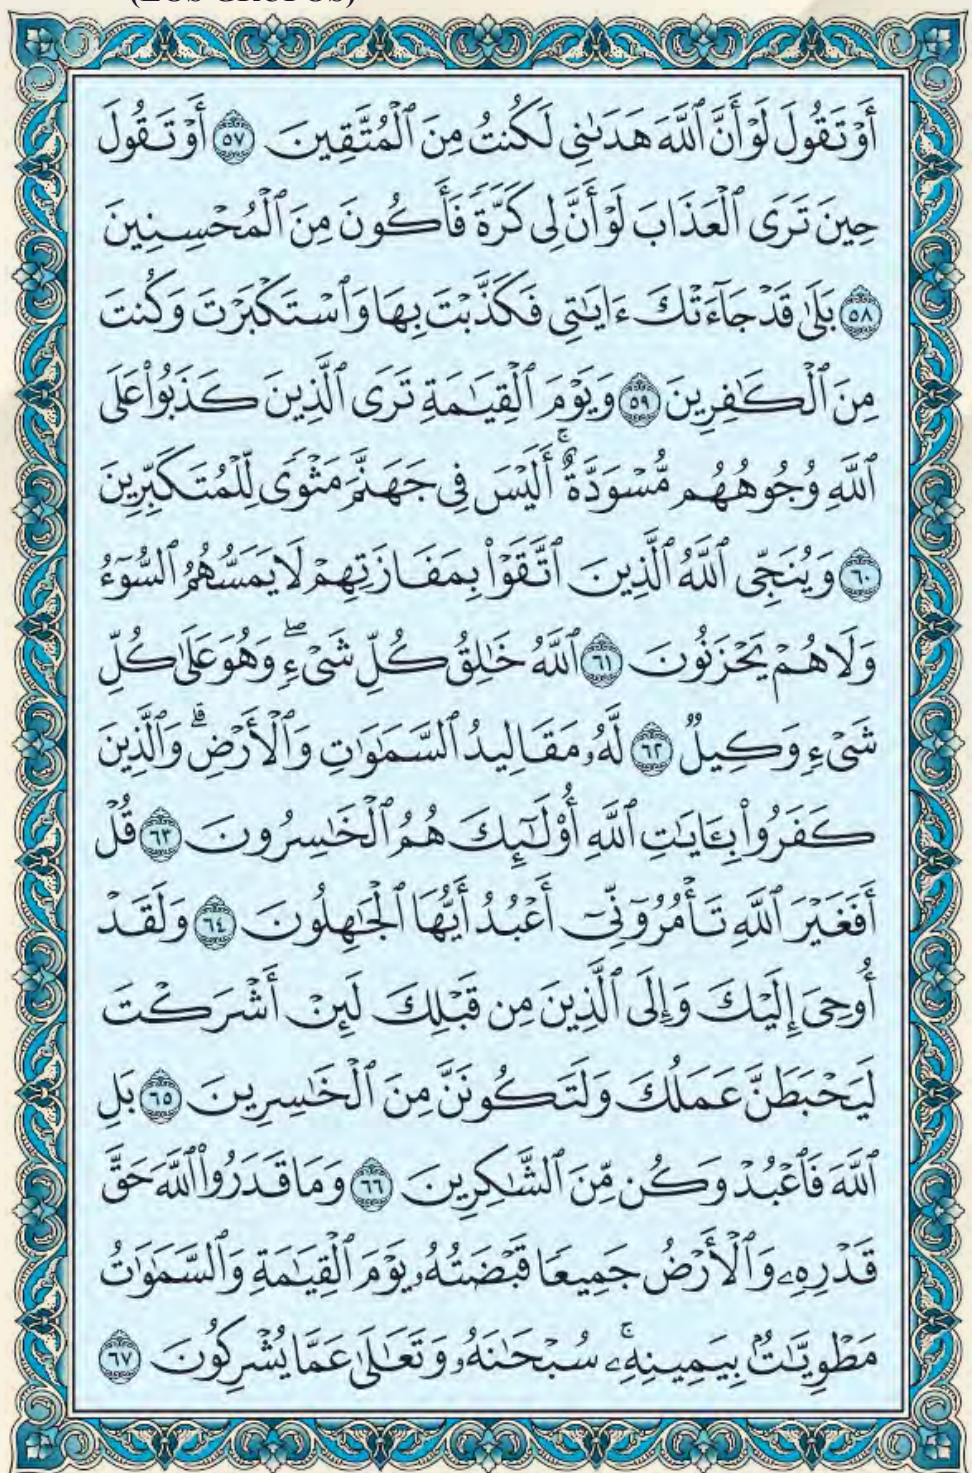 (LOS GRUPOS)
أَوْ تَقُولَ لَوْ أَنَّ ٱللَّهَ هَدَىٰنِى لَكُنتُ مِنَ ٱلْمُتَّقِينَ ٥٧ أَوْ تَقُولَ
حِينَ تَرَى ٱلْعَذَابَ لَوْ أَنَّ لِى كَرَّةً فَأَكُونَ مِنَ ٱلْمُحْسِنِينَ
٥٨ بَلَىٰ قَدْ جَآءَتْكَ ءَايَٰتِى فَكَذَّبْتَ بِهَا وَٱسْتَكْبَرْتَ وَكُنتَ
مِنَ ٱلْكَٰفِرِينَ ٥٩ وَيَوْمَ ٱلْقِيَٰمَةِ تَرَى ٱلَّذِينَ كَذَبُوا۟ عَلَى
ٱللَّهِ وُجُوهُهُم مُّسْوَدَّةٌ ۚ أَلَيْسَ فِى جَهَنَّمَ مَثْوًى لِّلْمُتَكَبِّرِينَ
٦٠ وَيُنَجِّى ٱللَّهُ ٱلَّذِينَ ٱتَّقَوْا۟ بِمَفَازَتِهِمْ لَا يَمَسُّهُمُ ٱلسُّوٓءُ
وَلَا هُمْ يَحْزَنُونَ ٦١ ٱللَّهُ خَٰلِقُ كُلِّ شَىْءٍ ۖ وَهُوَ عَلَىٰ كُلِّ
شَىْءٍ وَكِيلٌ ٦٢ لَّهُۥ مَقَالِيدُ ٱلسَّمَٰوَٰتِ وَٱلْأَرْضِ ۗ وَٱلَّذِينَ
كَفَرُوا۟ بِـَٔايَٰتِ ٱللَّهِ أُو۟لَٰٓئِكَ هُمُ ٱلْخَٰسِرُونَ ٦٣ قُلْ
أَفَغَيْرَ ٱللَّهِ تَأْمُرُوٓنِّىٓ أَعْبُدُ أَيُّهَا ٱلْجَٰهِلُونَ ٦٤ وَلَقَدْ
أُوحِىَ إِلَيْكَ وَإِلَى ٱلَّذِينَ مِن قَبْلِكَ لَئِنْ أَشْرَكْتَ
لَيَحْبَطَنَّ عَمَلُكَ وَلَتَكُونَنَّ مِنَ ٱلْخَٰسِرِينَ ٦٥ بَلِ
ٱللَّهَ فَٱعْبُدْ وَكُن مِّنَ ٱلشَّٰكِرِينَ ٦٦ وَمَا قَدَرُوا۟ ٱللَّهَ حَقَّ
قَدْرِهِۦ وَٱلْأَرْضُ جَمِيعًا قَبْضَتُهُۥ يَوْمَ ٱلْقِيَٰمَةِ وَٱلسَّمَٰوَٰتُ
مَطْوِيَّٰتٌۢ بِيَمِينِهِۦ ۚ سُبْحَٰنَهُۥ وَتَعَٰلَىٰ عَمَّا يُشْرِكُونَ ٦٧